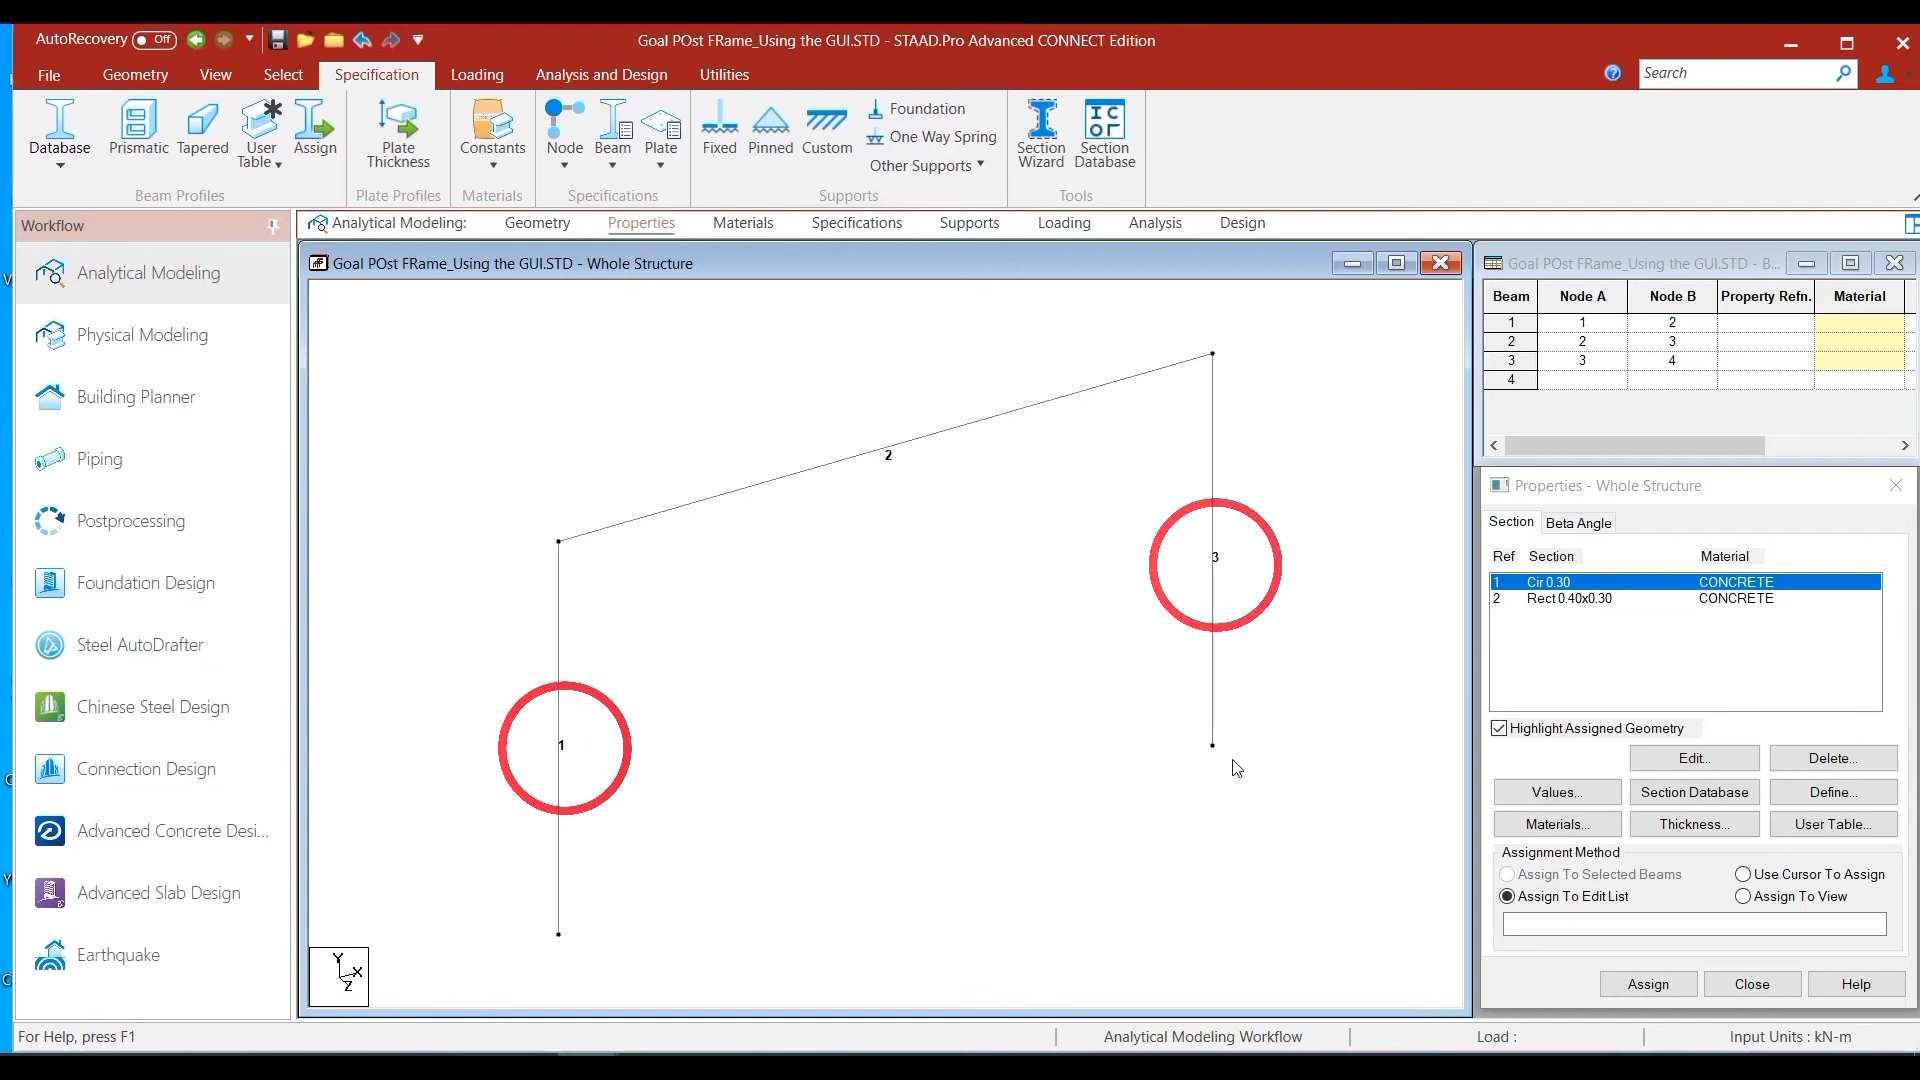 AutoRecovery Off
Goal POst FRame_Using the GUI.STD - STAAD.Pro Advanced CONNECT Edition
File Geometry View Select Specification Loading Analysis and Design Utilities
Search
Database Prismatic Tapered User Table Assign
Plate Thickness
Constants
Node Beam Plate
Fixed Pinned Custom
Foundation
One Way Spring
Other Supports
Section Wizard
Section Database
Beam Profiles Plate Profiles Materials Specifications Supports Tools
Workflow
Analytical Modeling: Geometry Properties Materials Specifications Supports Loading Analysis Design
Analytical Modeling
Physical Modeling
Building Planner
Piping
Postprocessing
Foundation Design
Steel AutoDrafter
Chinese Steel Design
Connection Design
Advanced Concrete Desi...
Advanced Slab Design
Earthquake
Goal POst FRame_Using the GUI.STD - Whole Structure
2
3
1
Y
X
Z
Goal POst FRame_Using the GUI.STD - B...
Beam Node A Node B Property Refn. Material
1 1 2
2 2 3
3 3 4
4
Properties - Whole Structure
Section Beta Angle
Ref Section Material
1 Cir 0.30 CONCRETE
2 Rect 0.40x0.30 CONCRETE
Highlight Assigned Geometry
Edit... Delete...
Values... Section Database Define...
Materials... Thickness... User Table...
Assignment Method
Assign To Selected Beams Use Cursor To Assign
Assign To Edit List Assign To View
Assign Close Help
For Help, press F1
Analytical Modeling Workflow
Load :
Input Units : kN-m